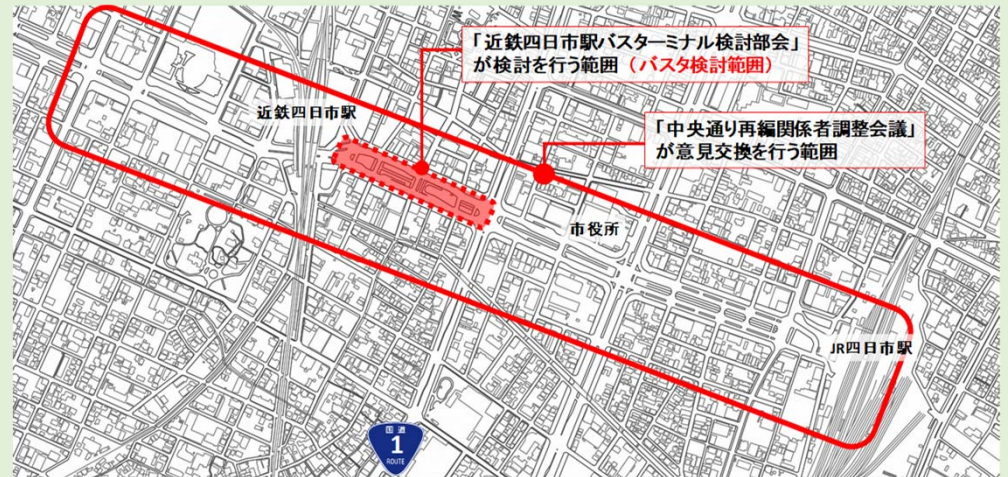 「近鉄四日市駅バスターミナル検討部会」
が検討を行う範囲（バスタ検討範囲）
近鉄四日市駅
「中央通り再編関係者調整会議」
が意見交換を行う範囲
市役所
JR四日市駅
国道
1
ROUTE